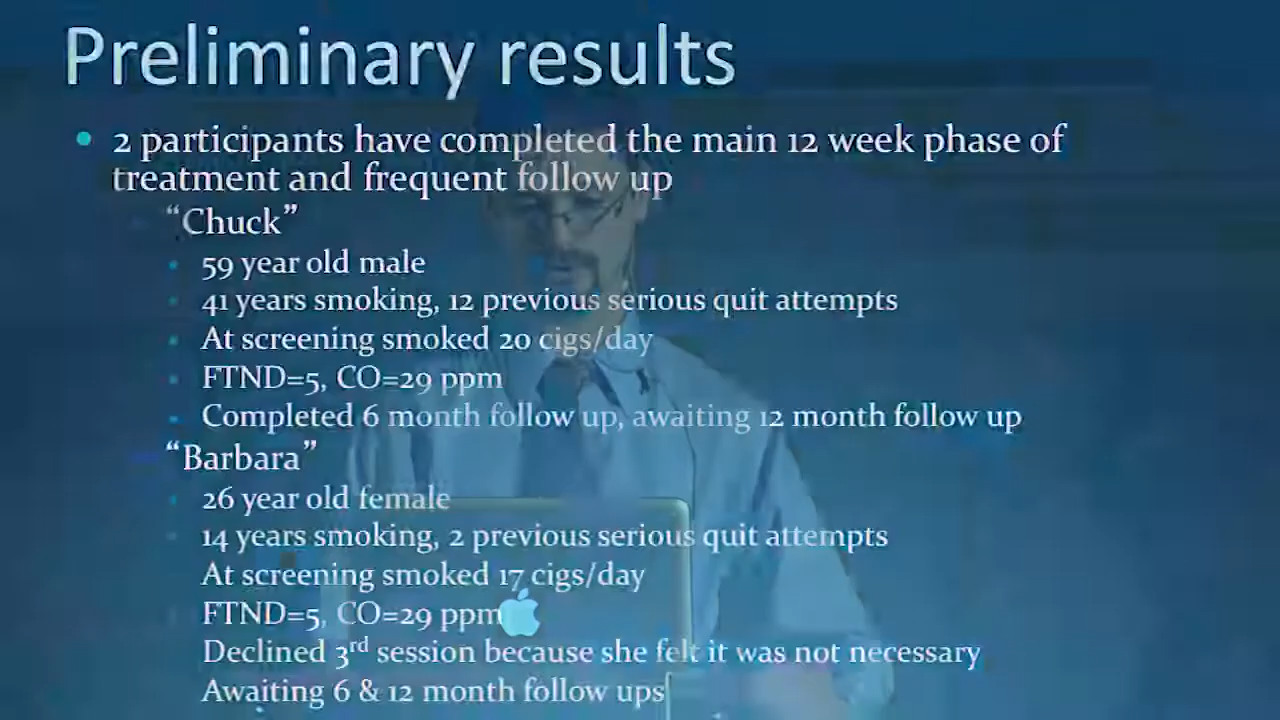 Preliminary results
2 participants have completed the main 12 week phase of
treatment and frequent follow up
“Chuck”
59 year old male
41 years smoking, 12 previous serious quit attempts
At screening smoked 20 cigs/day
FTND=5, CO=29 ppm
Completed 6 month follow up, awaiting 12 month follow up
“Barbara”
26 year old female
14 years smoking, 2 previous serious quit attempts
At screening smoked 17 cigs/day
FTND=5, CO=29 ppm
Declined 3rd session because she felt it was not necessary
Awaiting 6 & 12 month follow ups